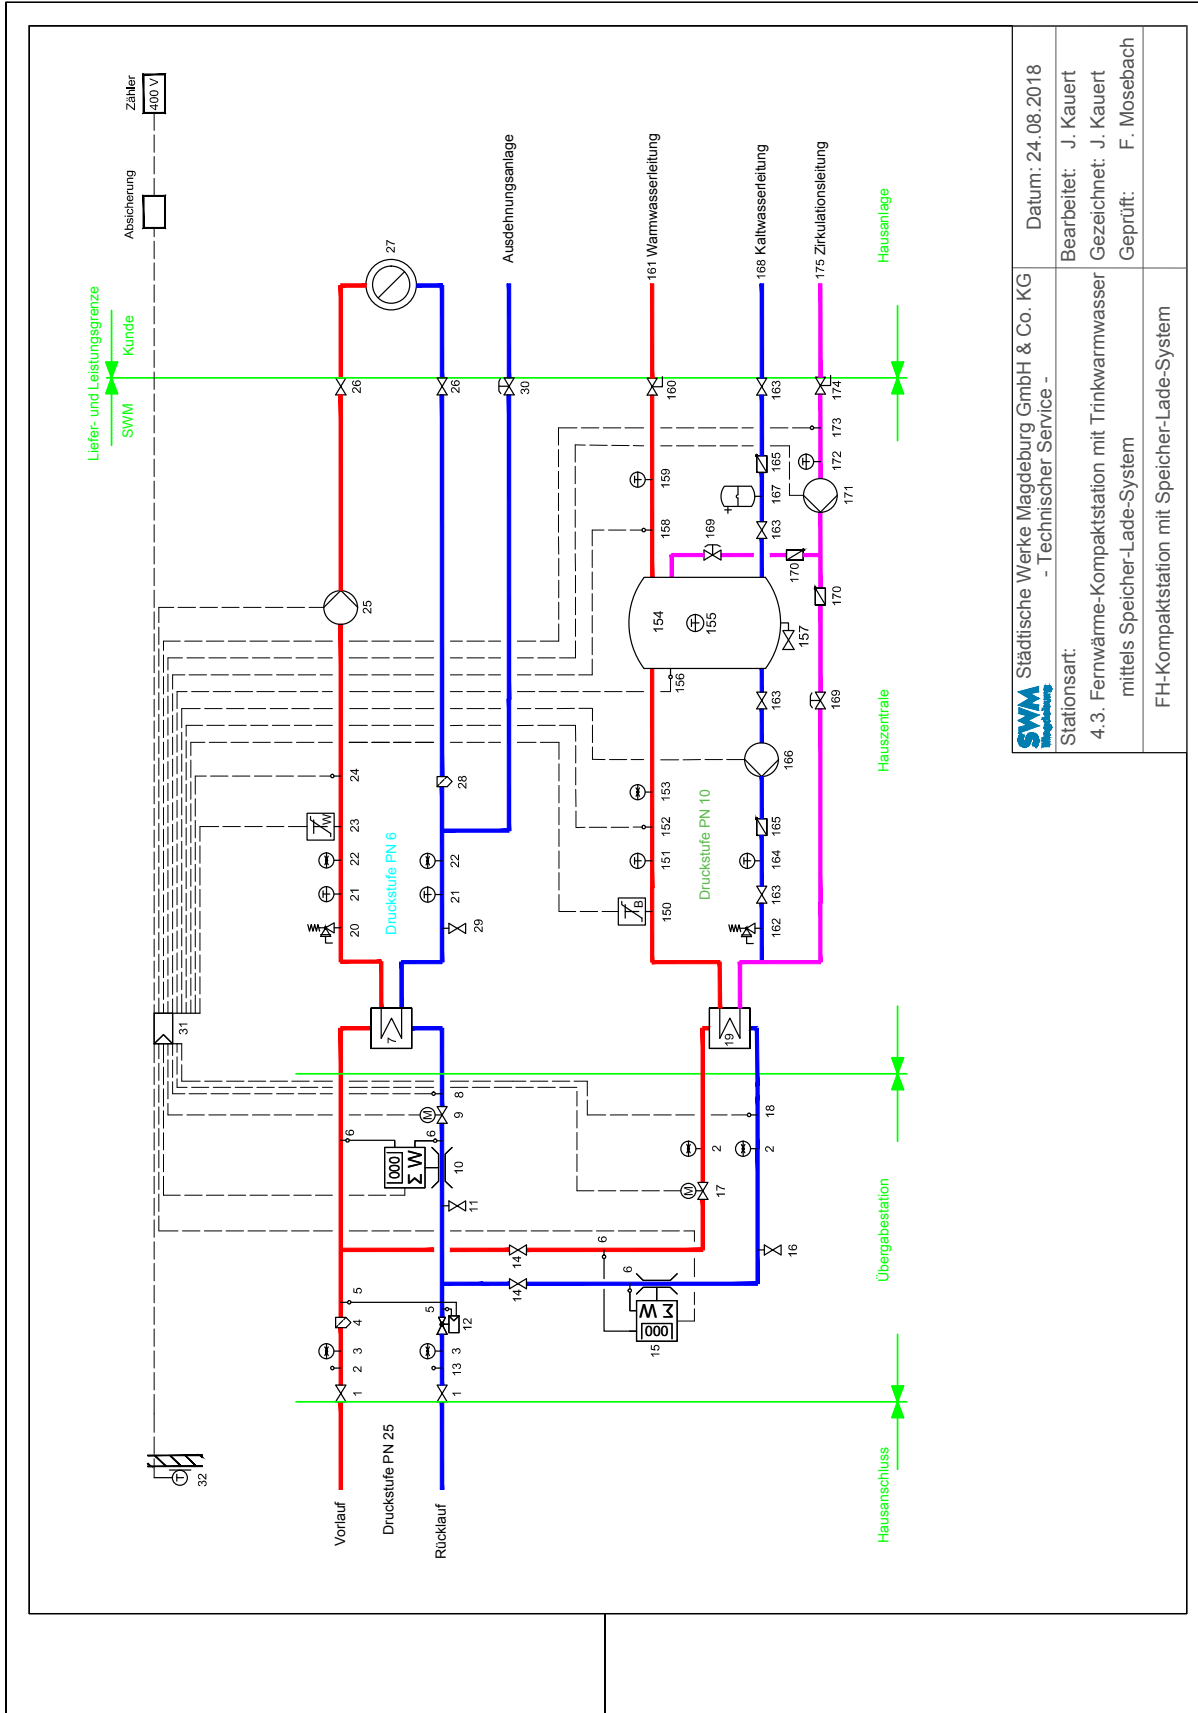 Zähler
400 V
Absicherung
Liefer- und Leistungsgrenze
SWM
Kunde
31
32
Vorlauf
Druckstufe PN 25
Rücklauf
1
2
3
4
5
6
7
20
21
22
23
W
24
25
26
27
1
13
3
12
5
11
10
6
9
M
8
000
Σ W
29
21
22
28
26
30
Druckstufe PN 6
Ausdehnungsanlage
14
14
15
000
Σ W
6
6
16
17
M
2
2
18
19
150
B
151
152
153
154
155
156
157
158
159
160
161 Warmwasserleitung
Druckstufe PN 10
162
163
164
165
166
163
163
167
165
163
168 Kaltwasserleitung
169
170
169
170
171
172
173
174
175 Zirkulationsleitung
Hausanschluss
Übergabestation
Hauszentrale
Hausanlage
SWM
Magdeburg
Städtische Werke Magdeburg GmbH & Co. KG
- Technischer Service -
Datum: 24.08.2018
Stationsart:
4.3. Fernwärme-Kompaktstation mit Trinkwarmwasser
mittels Speicher-Lade-System
Bearbeitet: J. Kauert
Gezeichnet: J. Kauert
Geprüft: F. Mosebach
FH-Kompaktstation mit Speicher-Lade-System